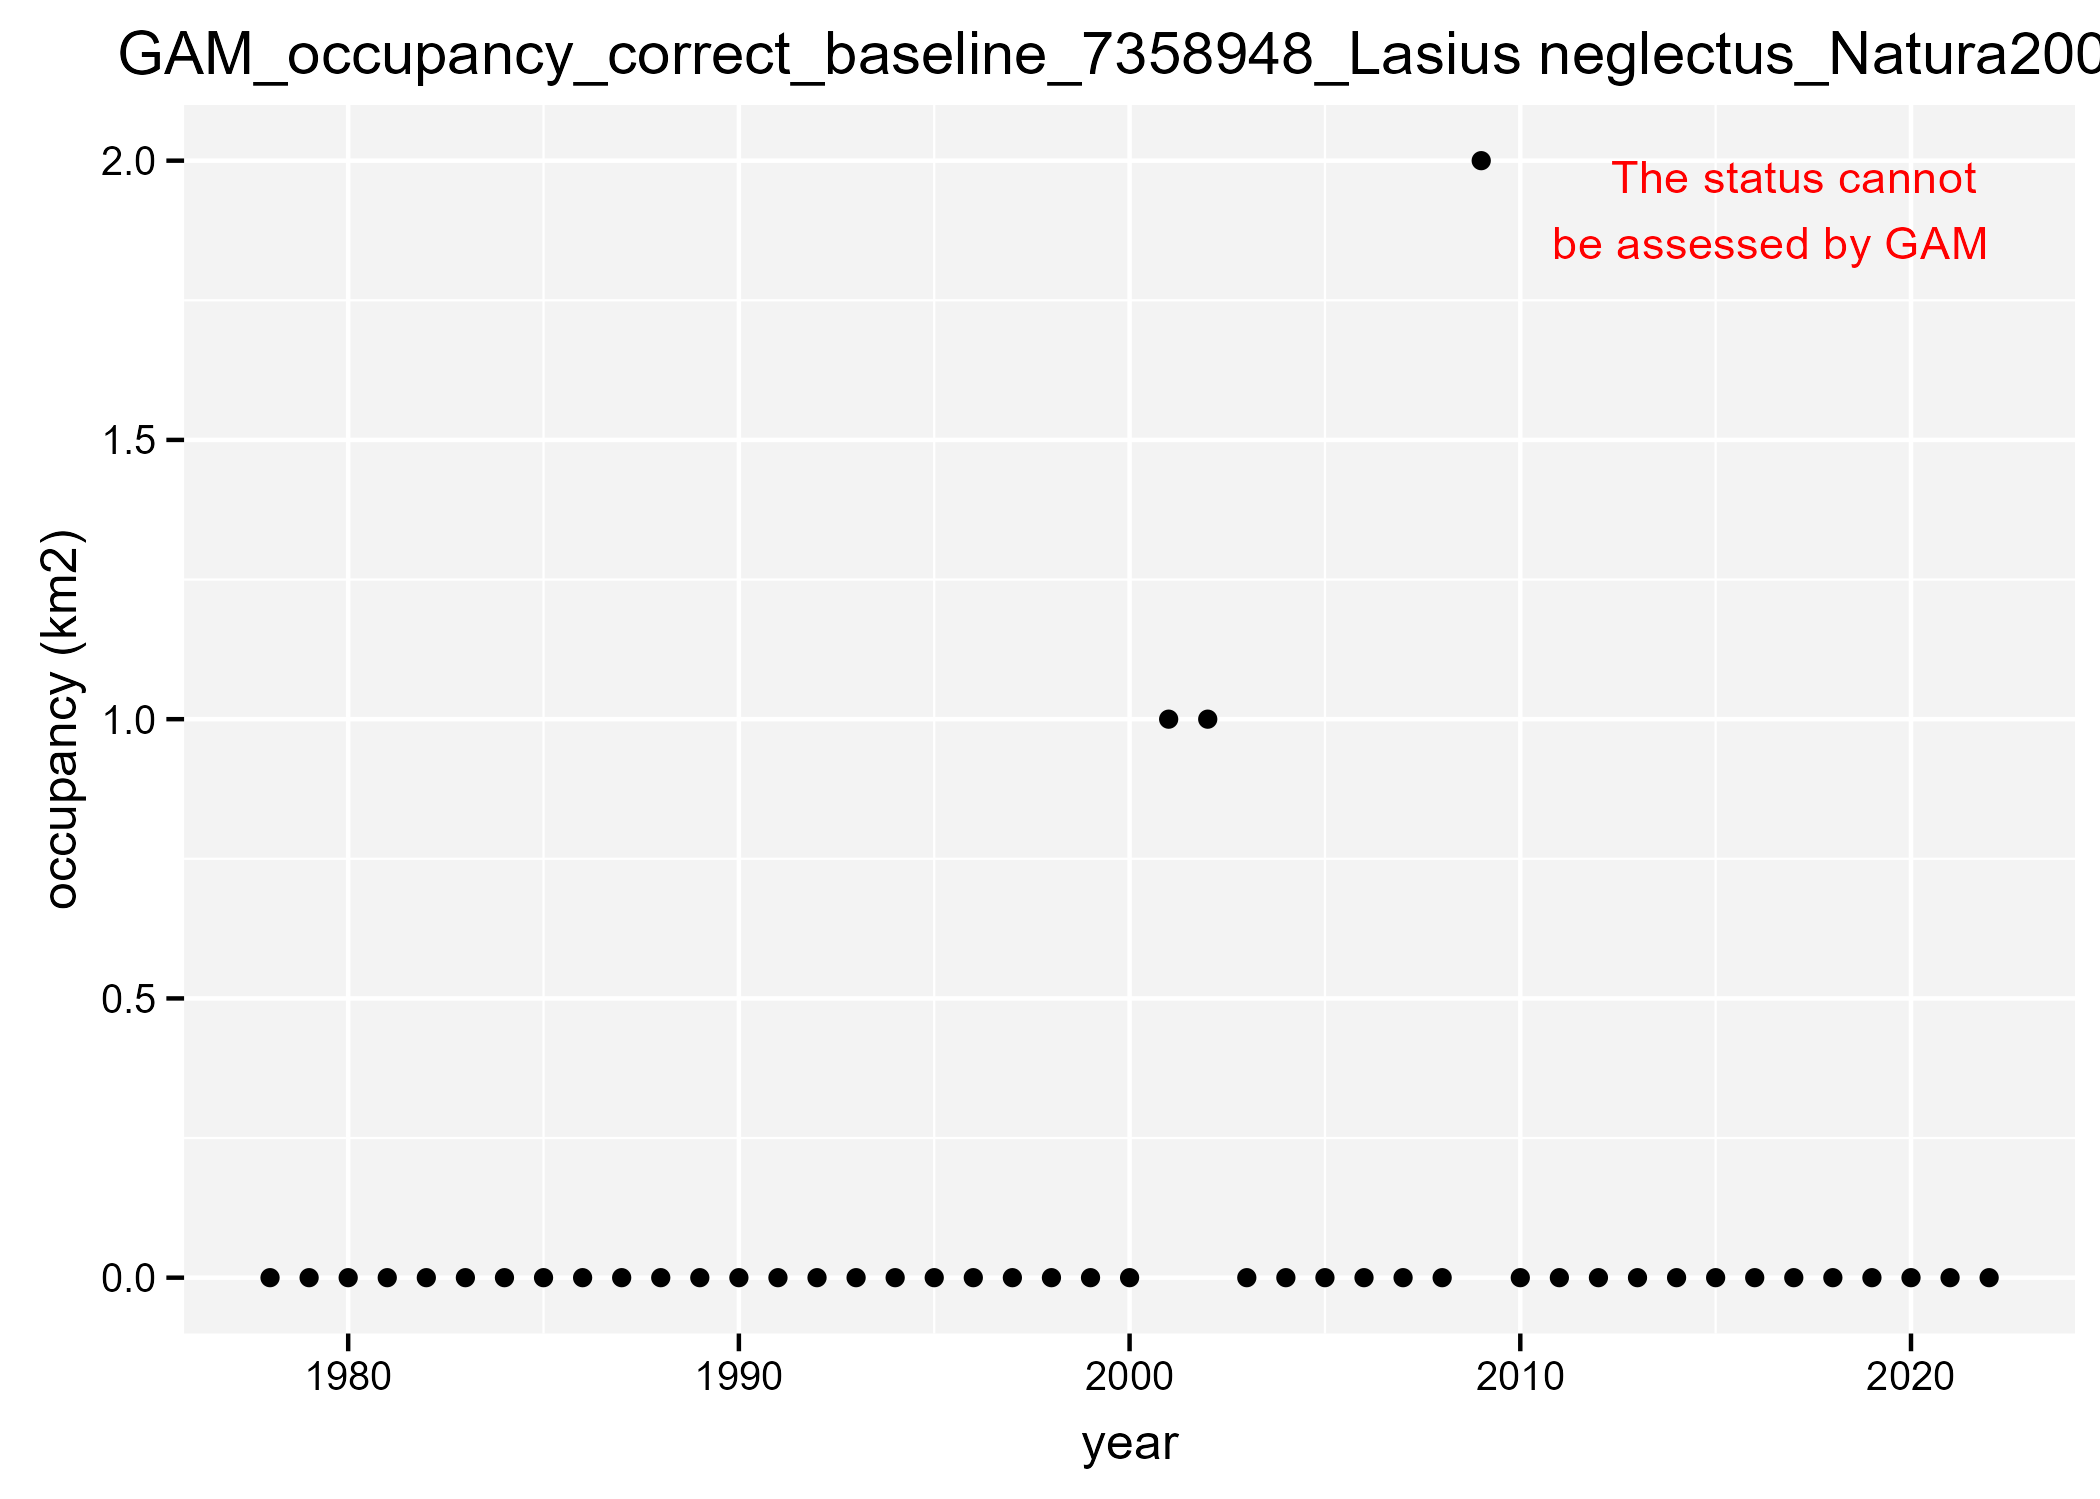 GAM_occupancy_correct_baseline_7358948_Lasius neglectus_Natura200
2.0
The status cannot
be assessed by GAM
1.5
occupancy (km2)
1.0
0.5
0.0
1980 1990 2000 2010 2020
year